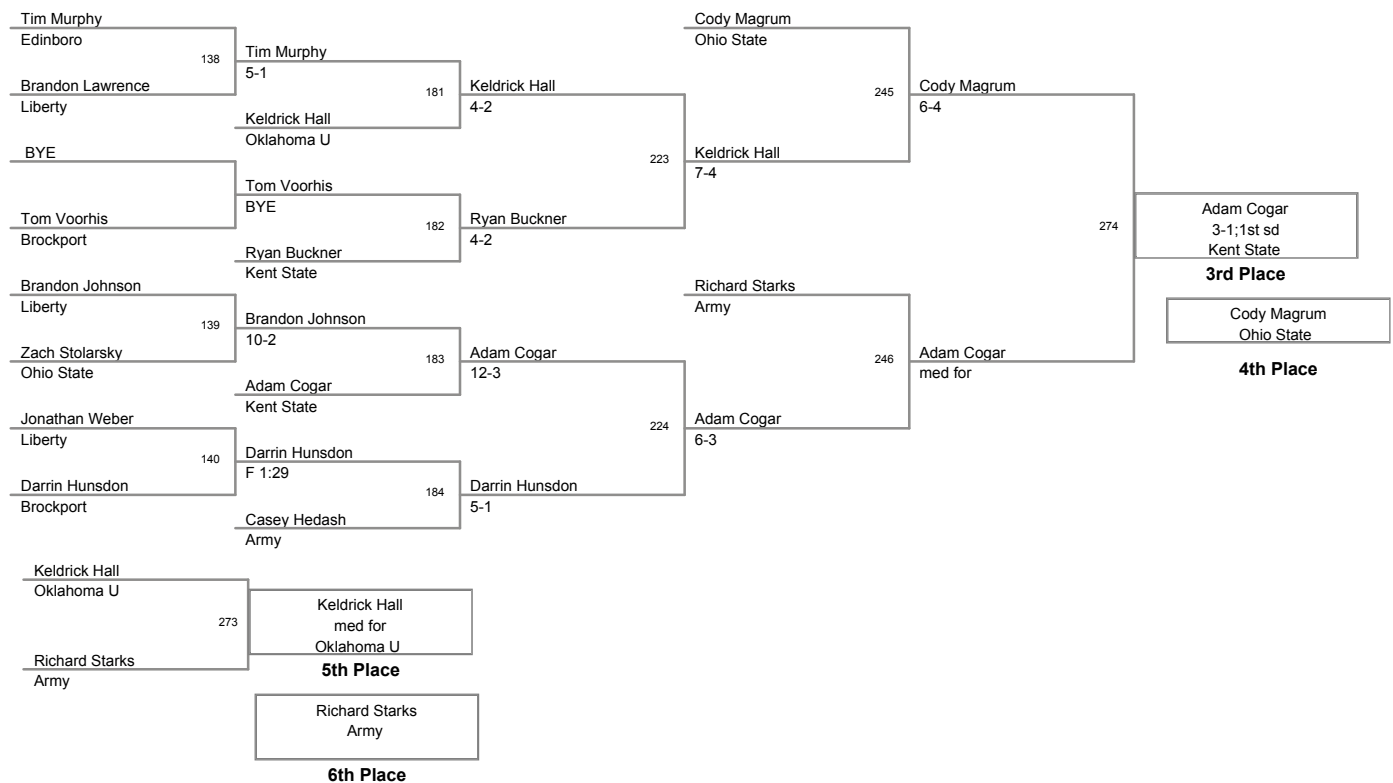 Tim Murphy
Edinboro
138
Brandon Lawrence
Liberty
BYE
Tom Voorhis
Brockport
Brandon Johnson
Liberty
139
Zach Stolarsky
Ohio State
Jonathan Weber
Liberty
140
Darrin Hunsdon
Brockport
Tim Murphy
5-1
181
Keldrick Hall
Oklahoma U
Tom Voorhis
BYE
182
Ryan Buckner
Kent State
Brandon Johnson
10-2
183
Adam Cogar
Kent State
Darrin Hunsdon
F 1:29
184
Casey Hedash
Army
Keldrick Hall
4-2
223
Ryan Buckner
4-2
Adam Cogar
12-3
224
Darrin Hunsdon
5-1
Cody Magrum
Ohio State
245
Keldrick Hall
7-4
Richard Starks
Army
246
Adam Cogar
6-3
Cody Magrum
6-4
274
Adam Cogar
med for
Adam Cogar
3-1;1st sd
Kent State
3rd Place
Cody Magrum
Ohio State
4th Place
Keldrick Hall
Oklahoma U
273
Richard Starks
Army
Keldrick Hall
med for
Oklahoma U
5th Place
Richard Starks
Army
6th Place